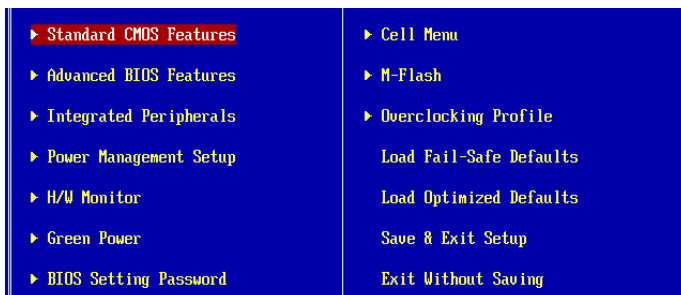 Standard CMOS Features
Advanced BIOS Features
Integrated Peripherals
Power Management Setup
H/W Monitor
Green Power
BIOS Setting Password
Cell Menu
M-Flash
Overclocking Profile
Load Fail-Safe Defaults
Load Optimized Defaults
Save & Exit Setup
Exit Without Saving